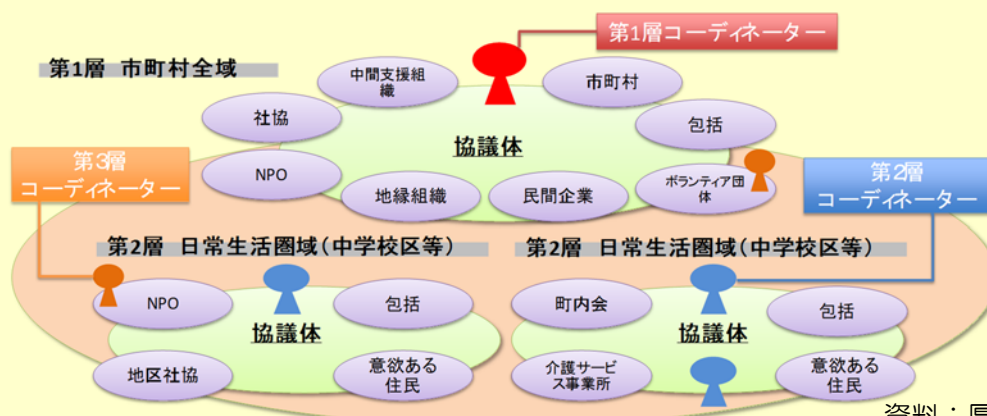 第1層コーディネーター
第1層 市町村全域
中間支援組
織
市町村
社協
包括
協議体
第3層
コーディネーター
NPO
地縁組織
民間企業
ボランティア団
体
第2層
コーディネーター
第2層 日常生活圏域(中学校区等)
第2層 日常生活圏域(中学校区等)
NPO
包括
協議体
地区社協
意欲ある
住民
町内会
包括
協議体
介護サービ
ス事業所
意欲ある
住民
資料:厚